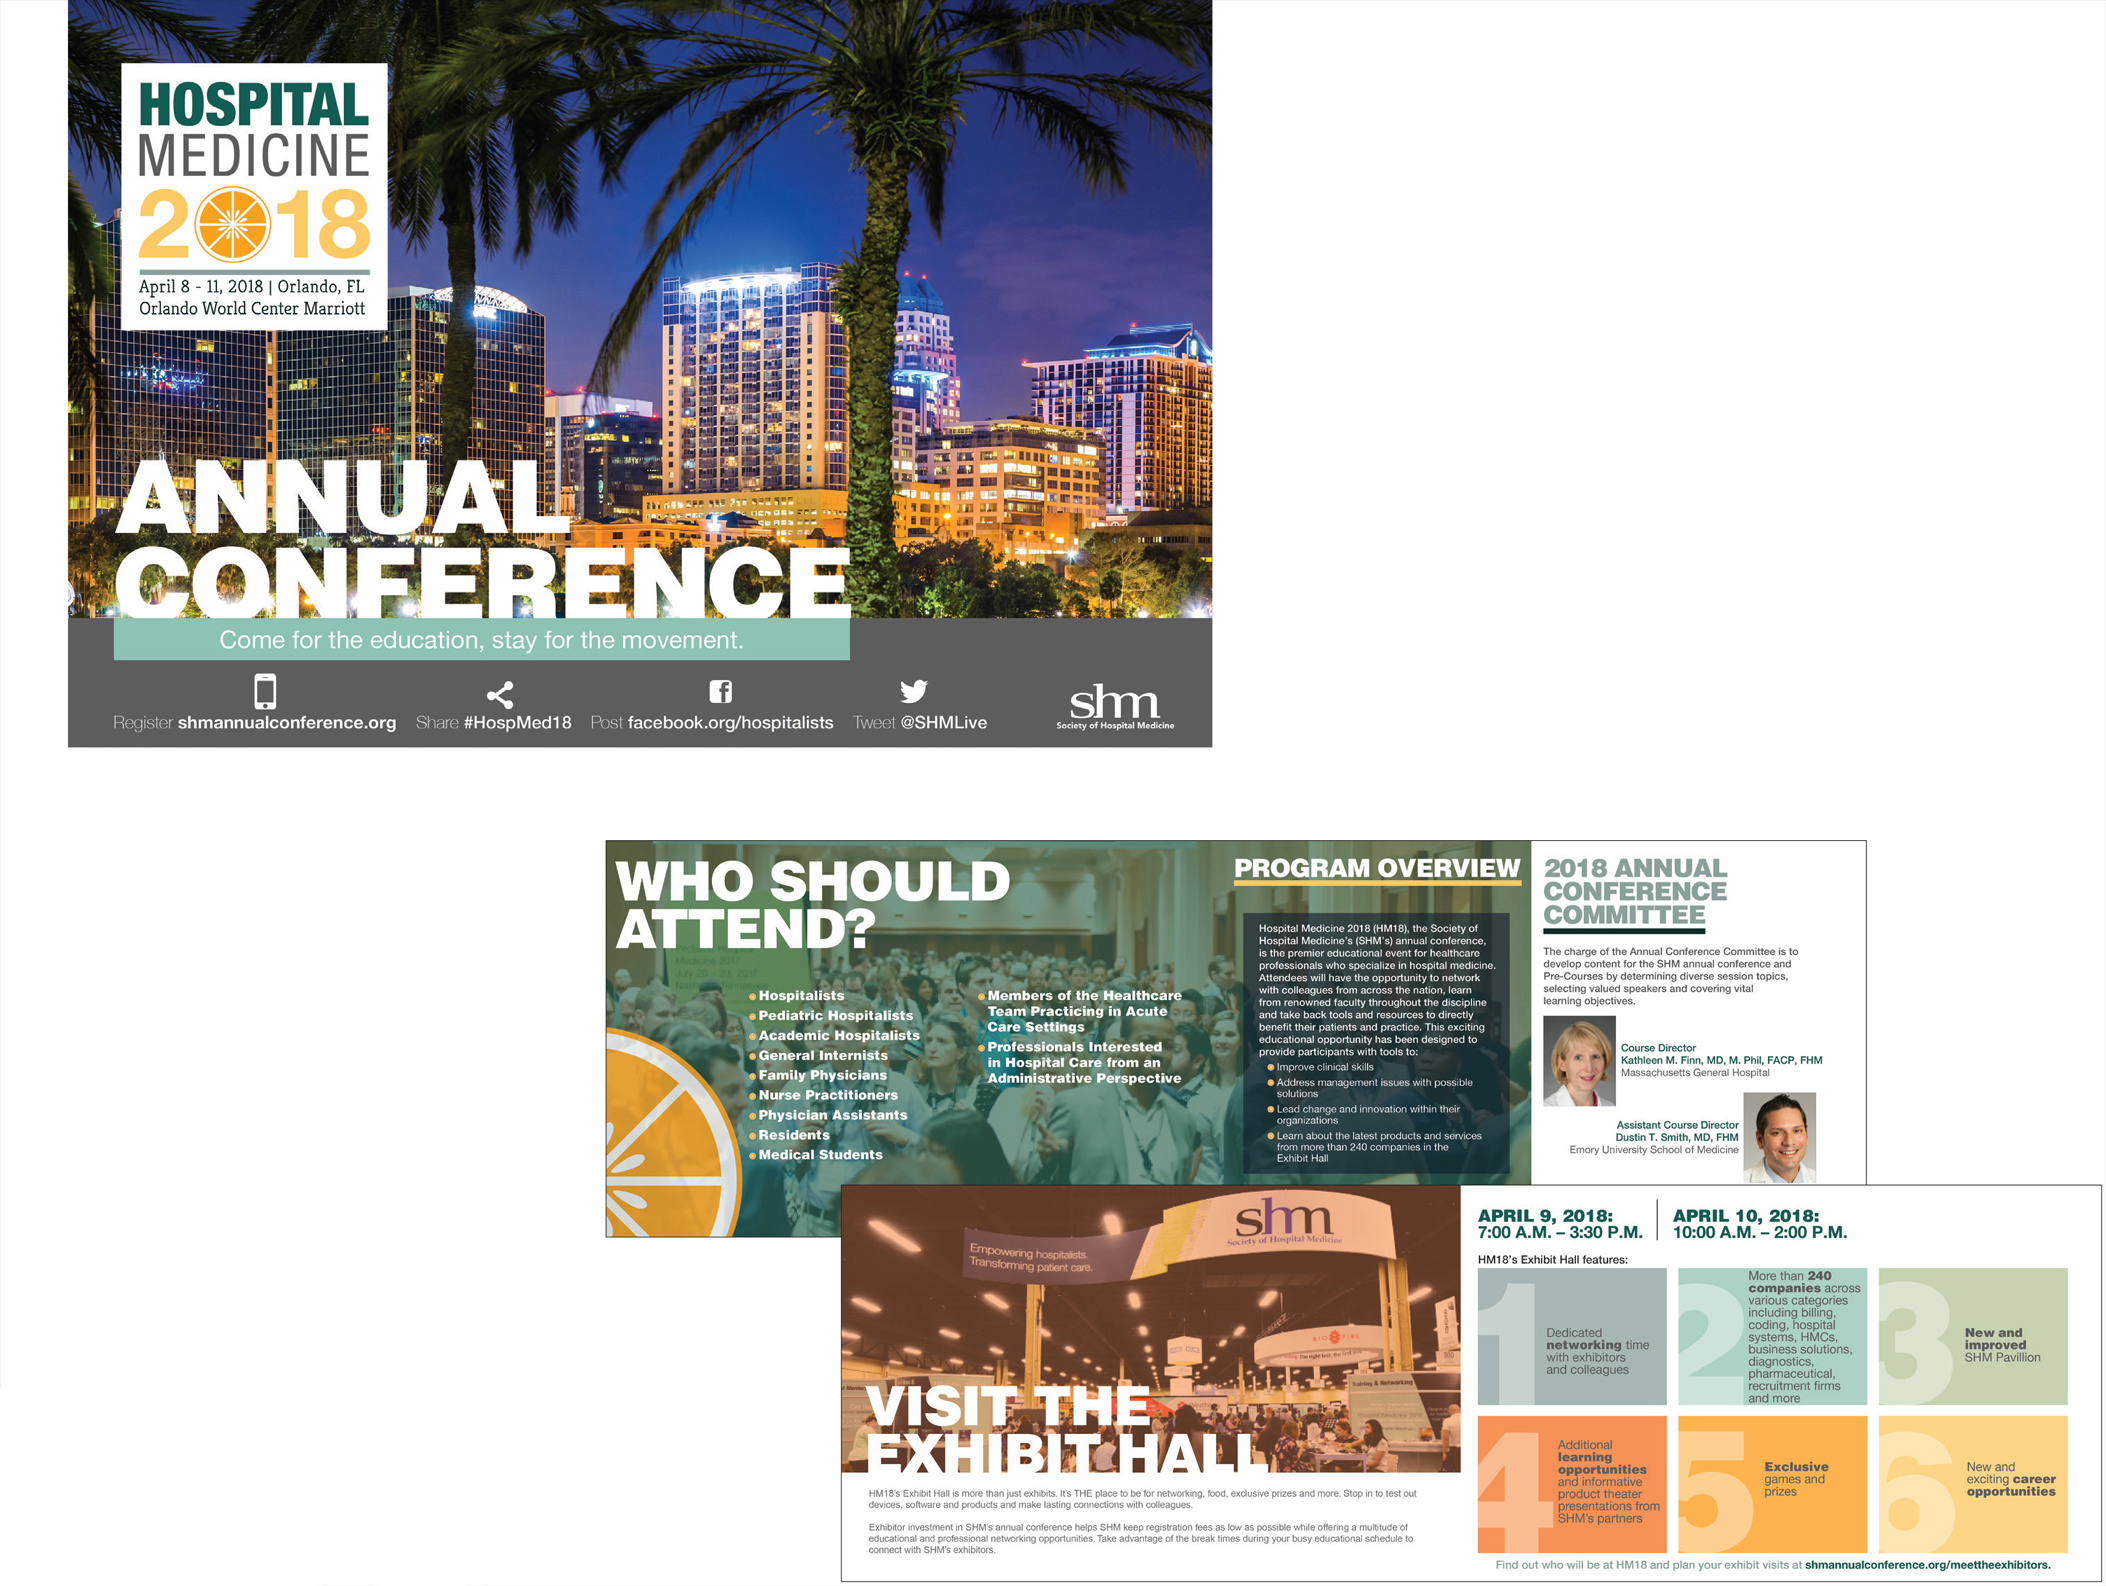 HOSPITAL
MEDICINE
2018
April 8 - 11, 2018 | Orlando, FL
Orlando World Center Marriott
ANNUAL
CONFERENCE
Come for the education, stay for the movement.
Register shmannualconference.org
Share #HospMed18
Post facebook.org/hospitalists
Tweet @SHMLive
shm
Society of Hospital Medicine
WHO SHOULD
ATTEND?
Medicine 2017
July 20 - 23, 2017
Hospitalists
Pediatric Hospitalists
Academic Hospitalists
General Internists
Family Physicians
Nurse Practitioners
Physician Assistants
Residents
Medical Students
Members of the Healthcare
Team Practicing in Acute
Care Settings
Professionals Interested
in Hospital Care from an
Administrative Perspective
PROGRAM OVERVIEW
Hospital Medicine 2018 (HM18), the Society of
Hospital Medicine's (SHM's) annual conference,
is the premier educational event for healthcare
professionals who specialize in hospital medicine.
Attendees will have the opportunity to network
with colleagues from across the nation, learn
from renowned faculty throughout the discipline
and take back tools and resources to directly
benefit their patients and practice. This exciting
educational opportunity has been designed to
provide participants with tools to:
Improve clinical skills
Address management issues with possible
solutions
Lead change and innovation within their
organizations
Learn about the latest products and services
from more than 240 companies in the
Exhibit Hall
2018 ANNUAL
CONFERENCE
COMMITTEE
The charge of the Annual Conference Committee is to
develop content for the SHM annual conference and
Pre-Courses by determining diverse session topics,
selecting valued speakers and covering vital
learning objectives.
Course Director
Kathleen M. Finn, MD, M. Phil, FACP, FHM
Massachusetts General Hospital
Assistant Course Director
Dustin T. Smith, MD, FHM
Emory University School of Medicine
shm
Society of Hospital Medicine
Empowering hospitalists.
Transforming patient care.
BIO FIRE
Training & Networking
VISIT THE
EXHIBIT HALL
HM18's Exhibit Hall is more than just exhibits. It's THE place to be for networking, food, exclusive prizes and more. Stop in to test out
devices, software and products and make lasting connections with colleagues.
Exhibitor investment in SHM's annual conference helps SHM keep registration fees as low as possible while offering a multitude of
educational and professional networking opportunities. Take advantage of the break times during your busy educational schedule to
connect with SHM's exhibitors.
APRIL 9, 2018:
7:00 A.M. – 3:30 P.M.
APRIL 10, 2018:
10:00 A.M. – 2:00 P.M.
HM18's Exhibit Hall features:
1
Dedicated
networking time
with exhibitors
and colleagues
2
More than 240
companies across
various categories
including billing,
coding, hospital
systems, HMCs,
business solutions,
diagnostics,
pharmaceutical,
recruitment firms
and more
3
New and
improved
SHM Pavillion
4
Additional
learning
opportunities
and informative
product theater
presentations from
SHM's partners
5
Exclusive
games and
prizes
6
New and
exciting career
opportunities
Find out who will be at HM18 and plan your exhibit visits at shmannualconference.org/meettheexhibitors.